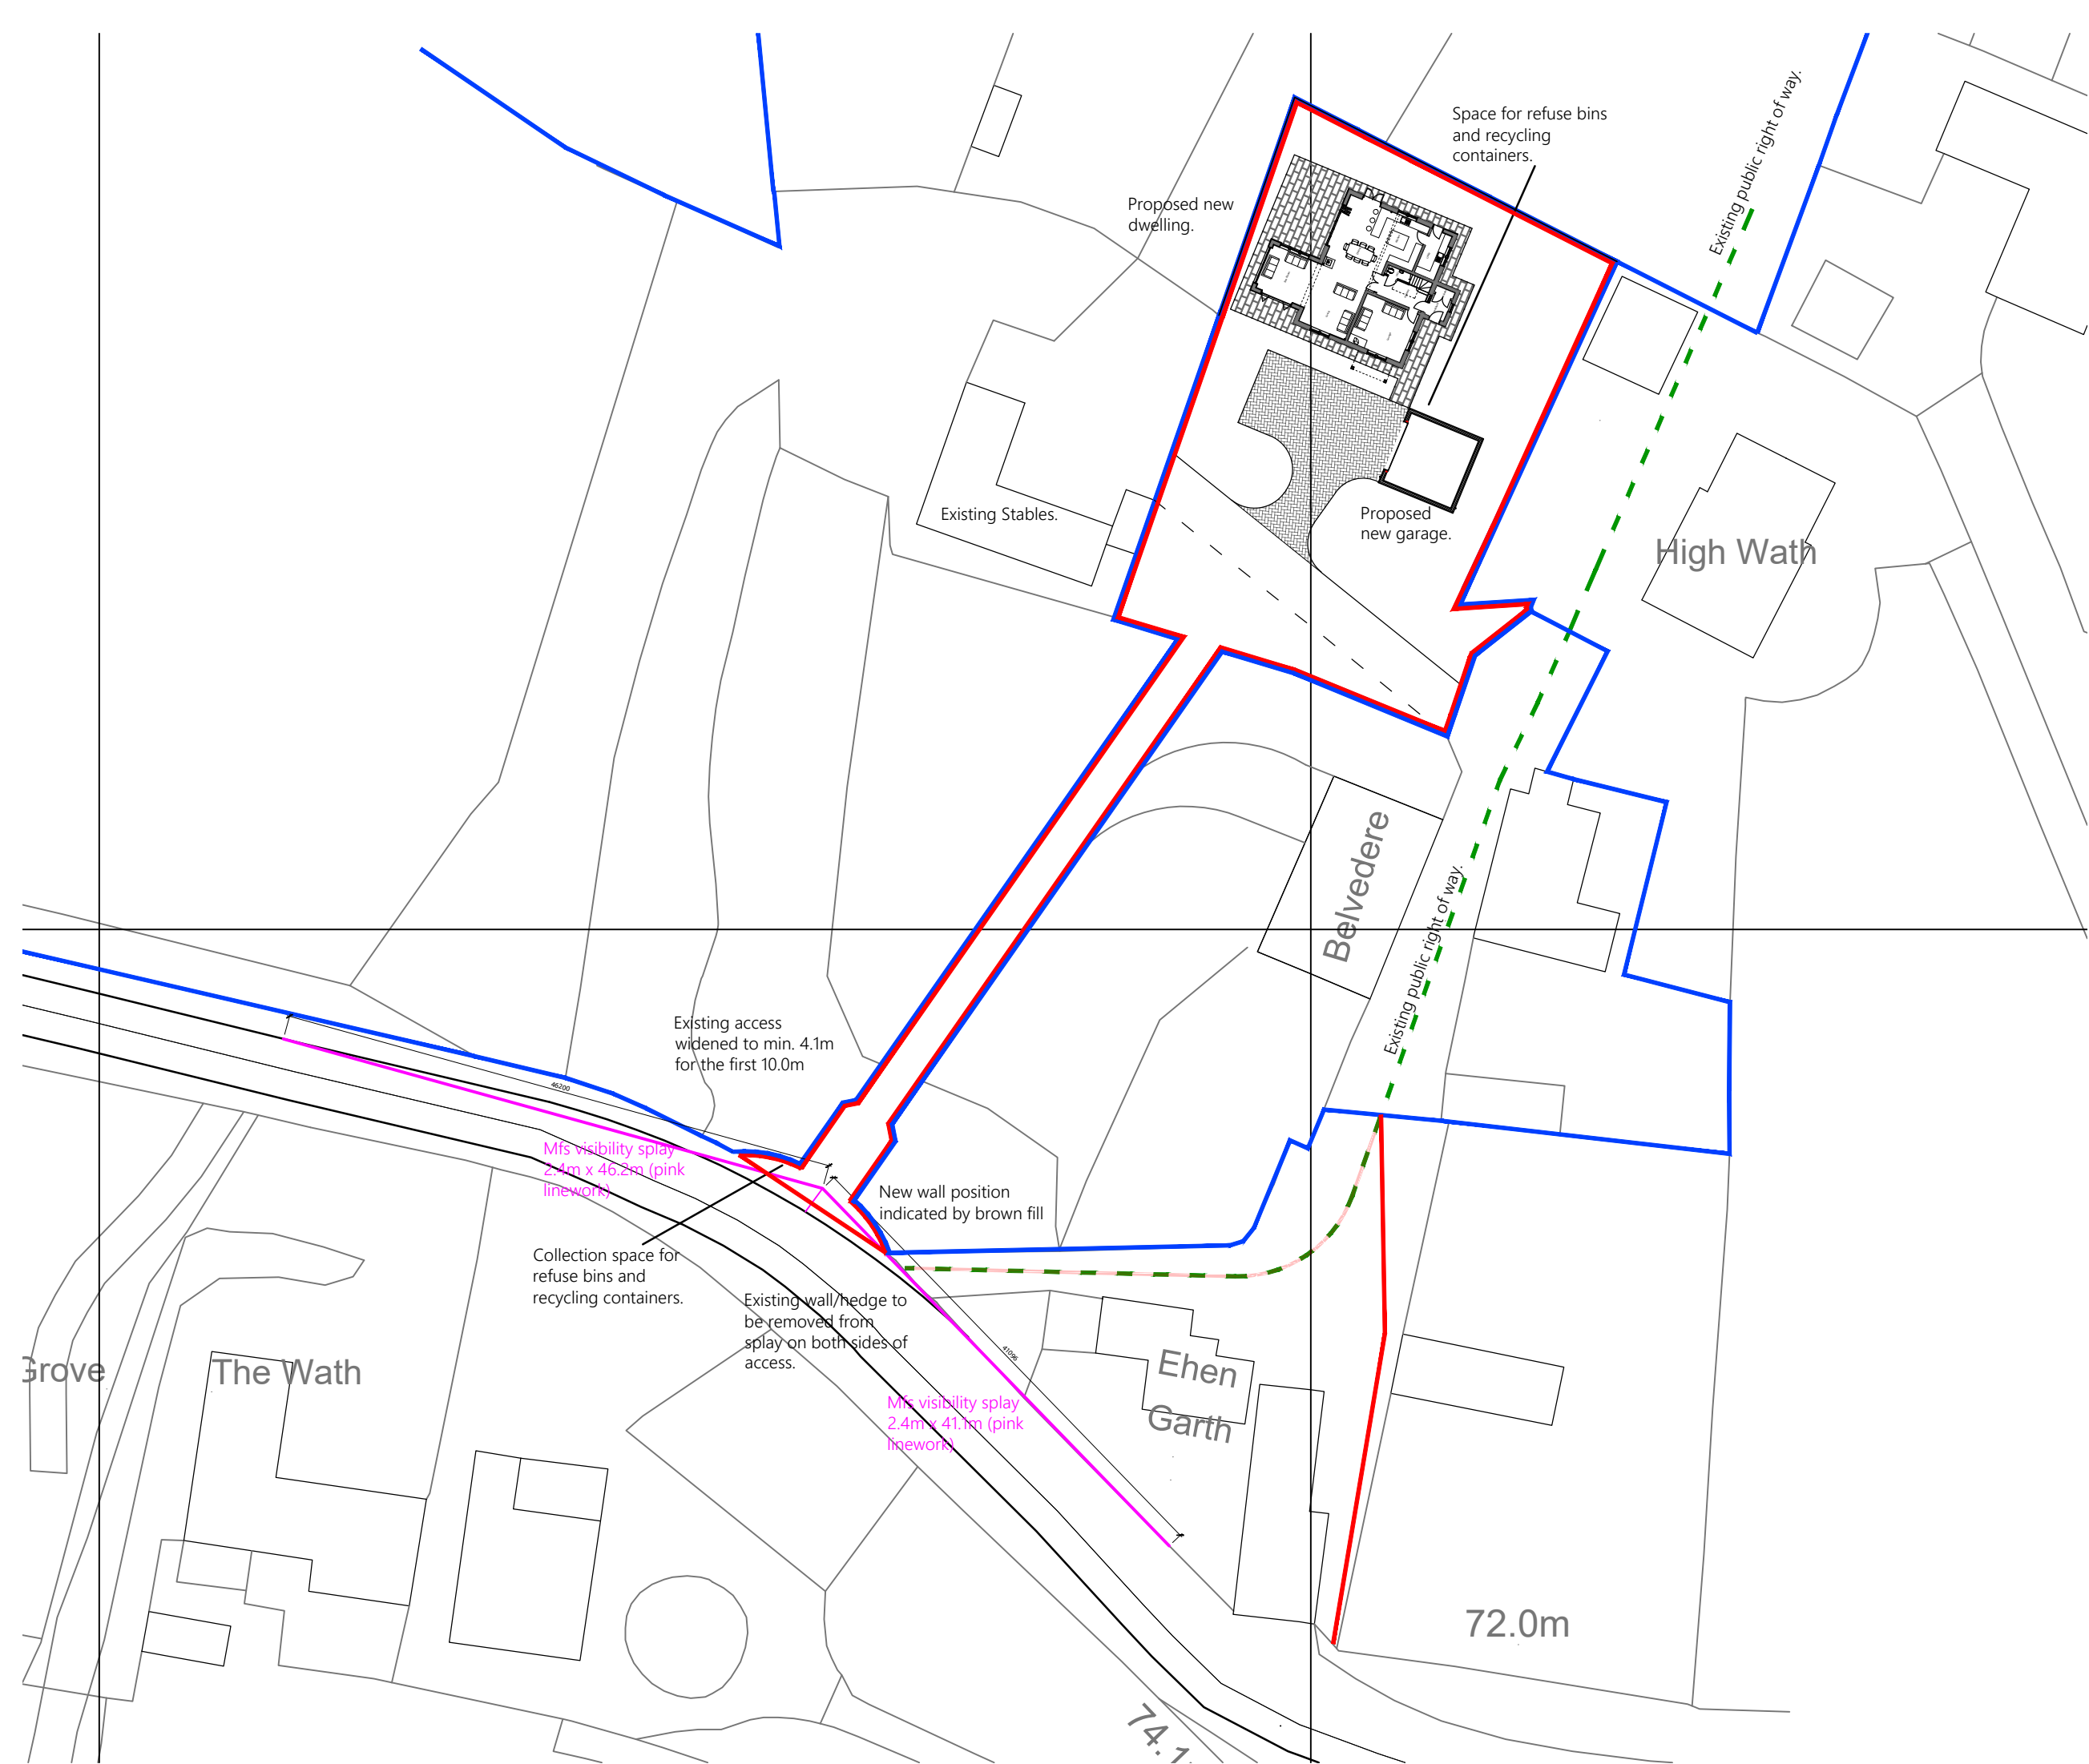 Existing public right of way.
Space for refuse bins
and recycling
containers.
Proposed new
dwelling.
Existing Stables.
Proposed
new garage.
High Wath
Belvedere
Existing public right of way.
Existing access
widened to min. 4.1m
for the first 10.0m
46200
Mfs visibility splay
2.4m x 46.2m (pink
linework)
New wall position
indicated by brown fill
Collection space for
refuse bins and
recycling containers.
Existing wall/hedge to
be removed from
splay on both sides of
access.
41096
Grove
The Wath
Ehen
Garth
Mfs visibility splay
2.4m x 41.1m (pink
linework)
72.0m
74.1